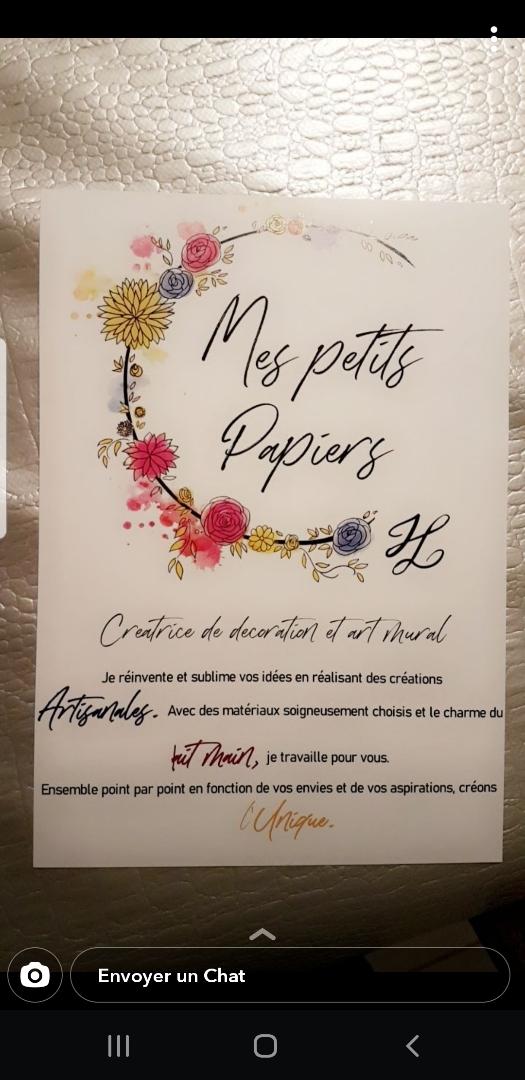 Mes petits
Papiers
JL
Creatrice de decoration et art mural
Je réinvente et sublime vos idées en réalisant des créations
Artisanales. Avec des matériaux soigneusement choisis et le charme du
fait main, je travaille pour vous.
Ensemble point par point en fonction de vos envies et de vos aspirations, créons
l'Unique.
Envoyer un Chat